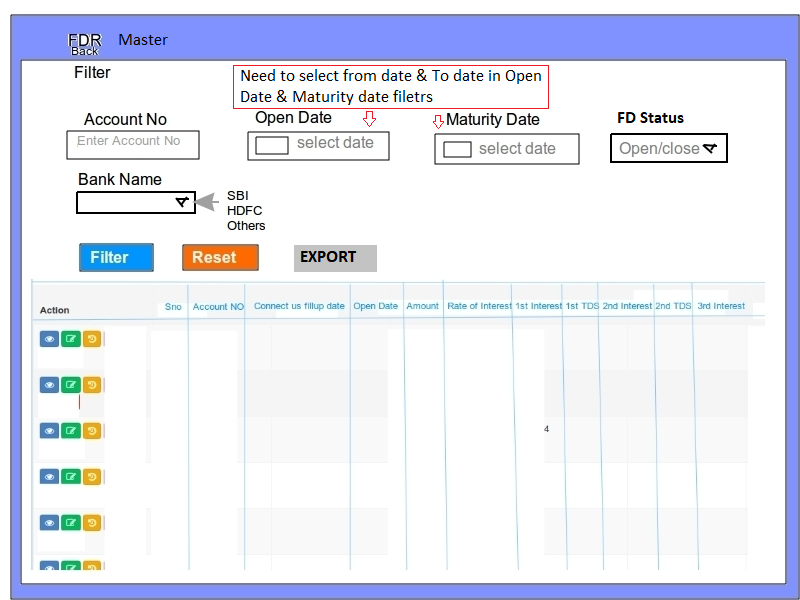 FDR Master
Back
Filter
Need to select from date & To date in Open
Date & Maturity date filetrs
Account No
Open Date
Maturity Date
FD Status
Enter Account No
select date
select date
Open/close
Bank Name
SBI
HDFC
Others
Filter
Reset
EXPORT
Action Sno Account NO Connect us fillup date Open Date Amount Rate of Interest 1st Interest 1st TDS 2nd Interest 2nd TDS 3rd Interest
4